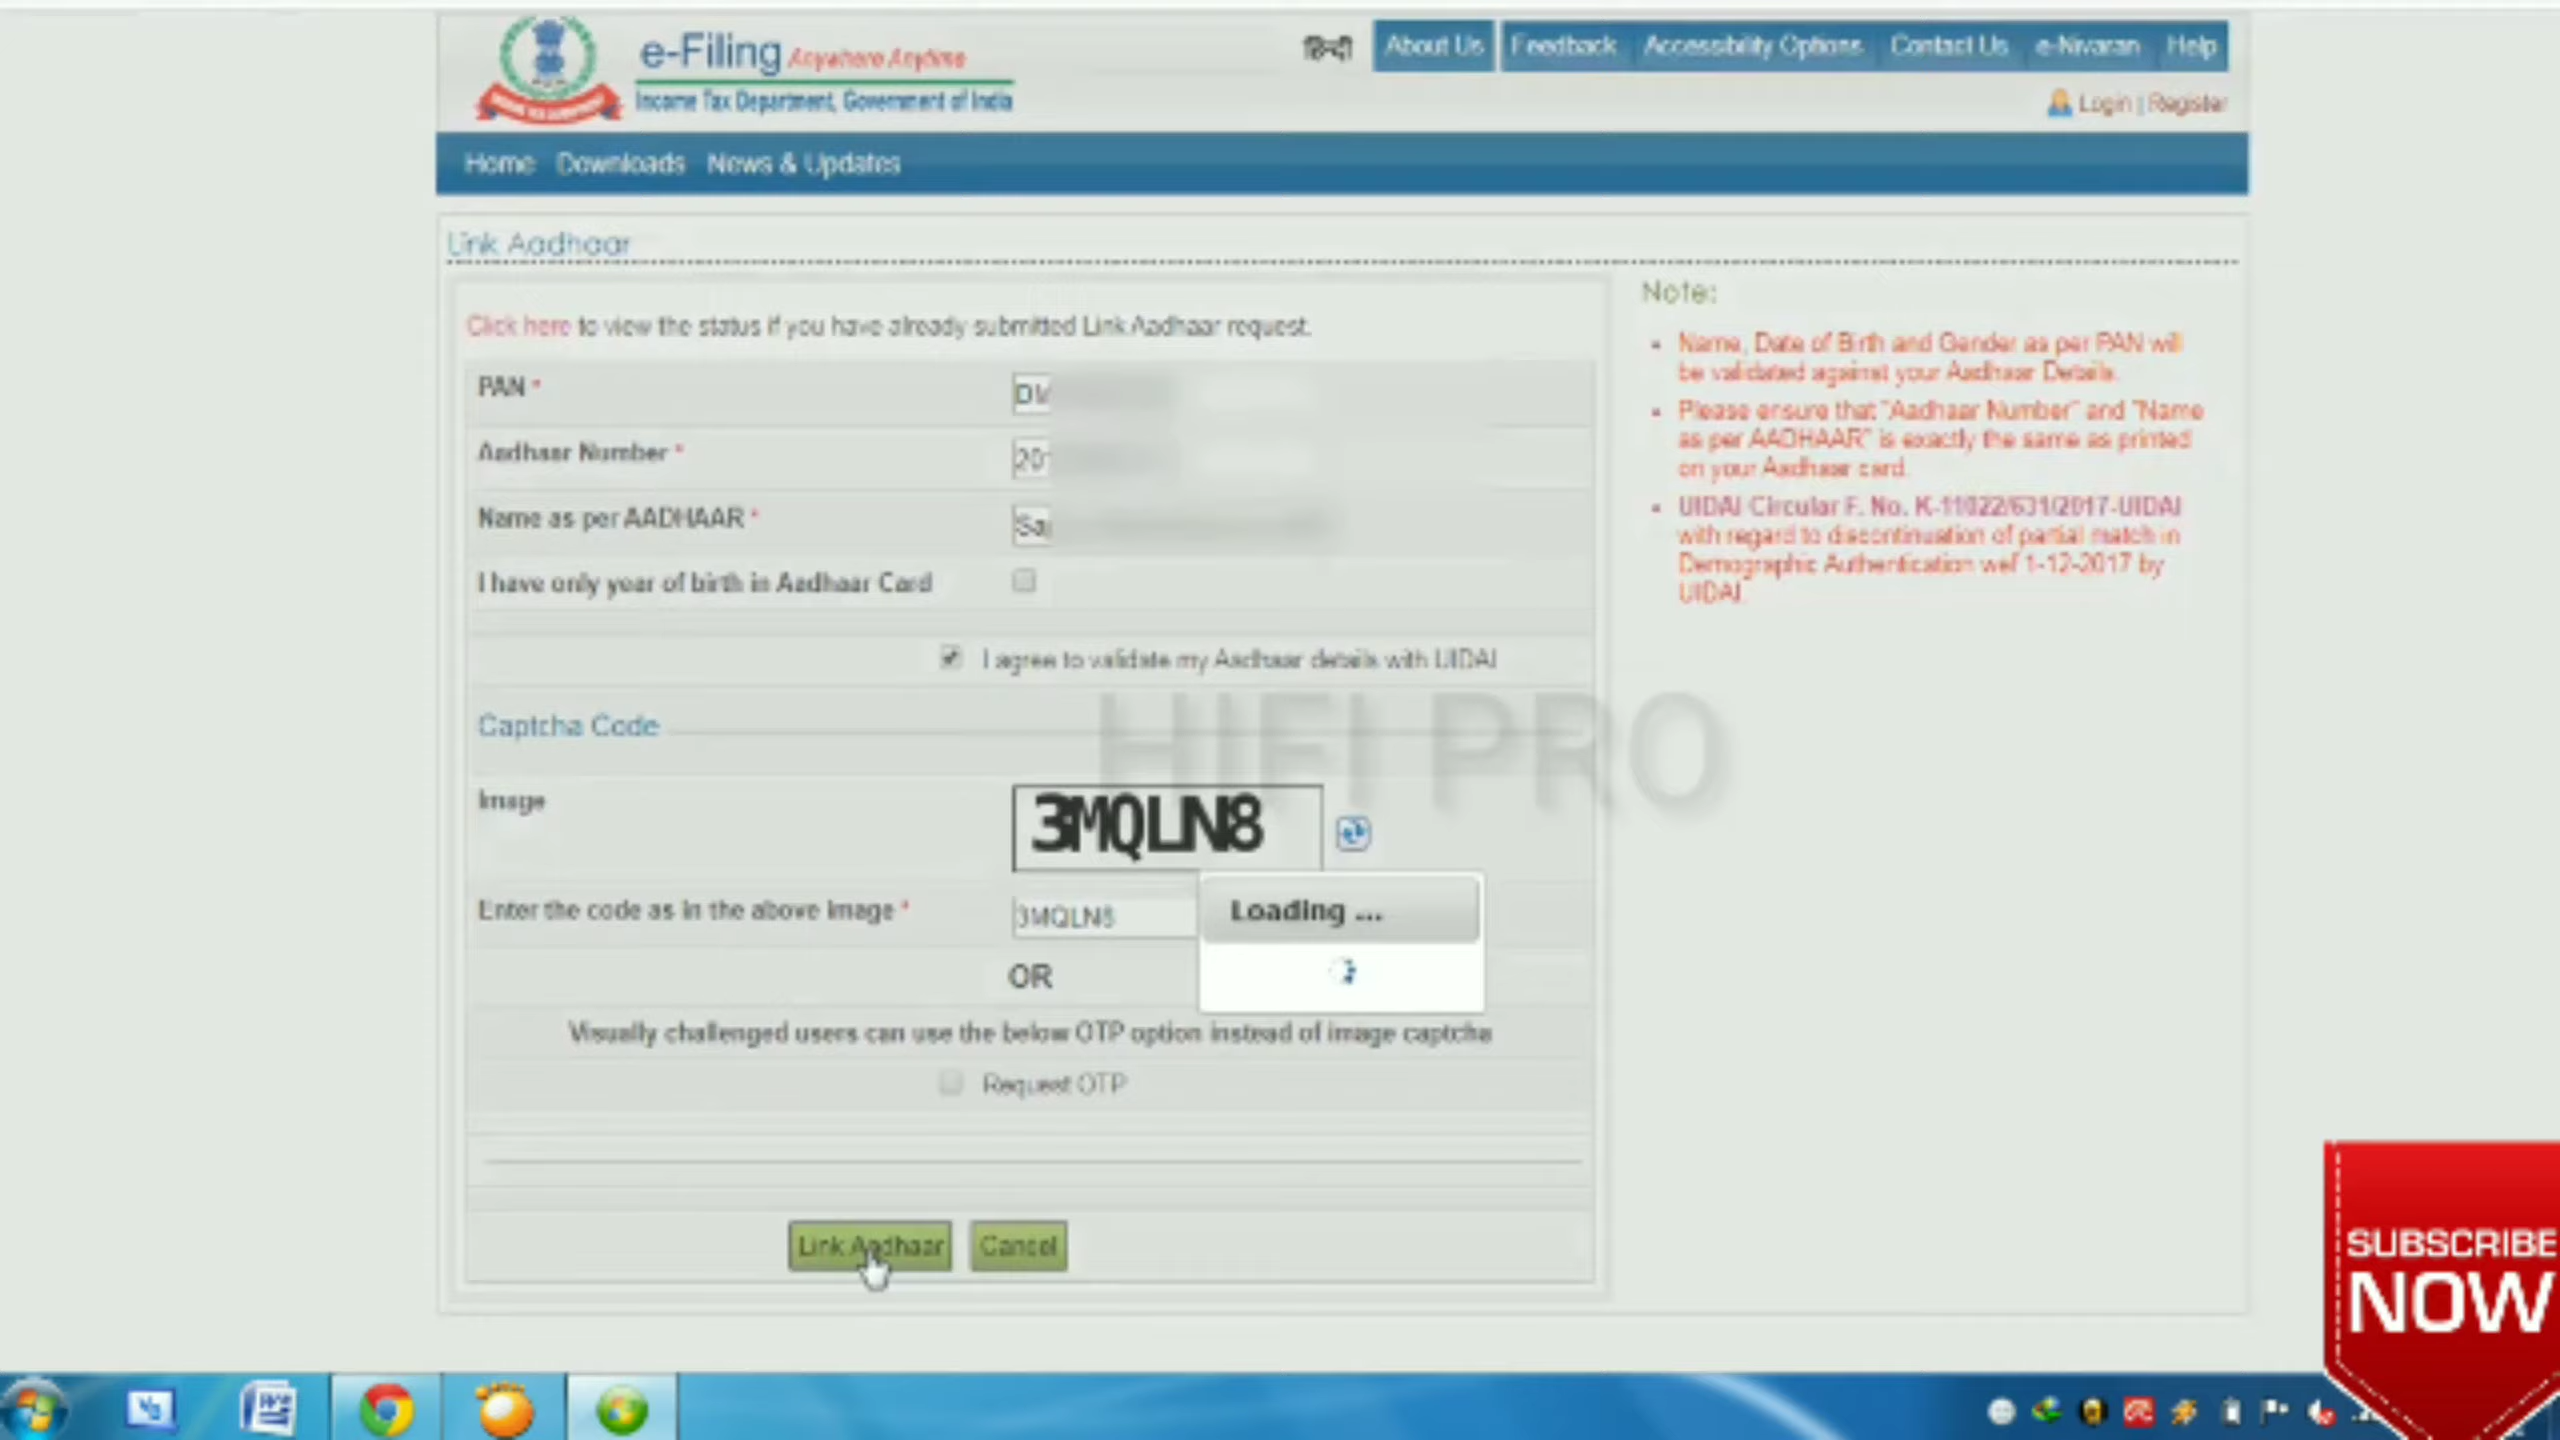 e-Filing Anywhere Anytime
Income Tax Department, Government of India
हिन्दी About Us Feedback Accessibility Options Contact Us e-Nivaran Help
Login | Register
Home Downloads News & Updates
Link Aadhaar
Click here to view the status if you have already submitted Link Aadhaar request.
PAN *
DM
Aadhaar Number *
201
Name as per AADHAAR *
Sa
I have only year of birth in Aadhaar Card
I agree to validate my Aadhaar details with UIDAI
Captcha Code
HIFI PRO
Image
3MQLN8
Enter the code as in the above image *
3MQLN8
Loading ...
OR
Visually challenged users can use the below OTP option instead of image captcha
Request OTP
Link Aadhaar Cancel
Note:
Name, Date of Birth and Gender as per PAN will
be validated against your Aadhaar Details.
Please ensure that "Aadhaar Number" and "Name
as per AADHAAR" is exactly the same as printed
on your Aadhaar card.
UIDAI Circular F. No. K-11022/631/2017-UIDAI
with regard to discontinuation of partial match in
Demographic Authentication wef 1-12-2017 by
UIDAI.
SUBSCRIBE
NOW